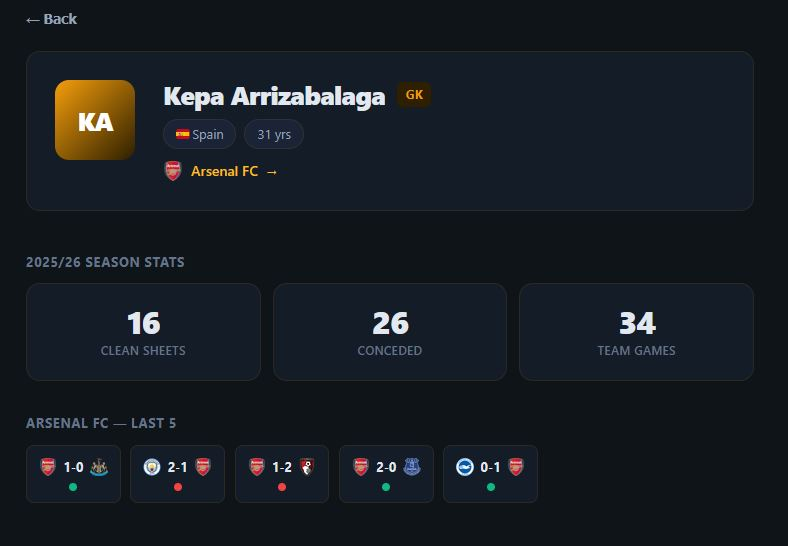 ← Back
KA
Kepa Arrizabalaga GK
Spain 31 yrs
Arsenal FC →
2025/26 SEASON STATS
16 26 34
CLEAN SHEETS CONCEDED TEAM GAMES
ARSENAL FC — LAST 5
1-0 2-1 1-2 2-0 0-1